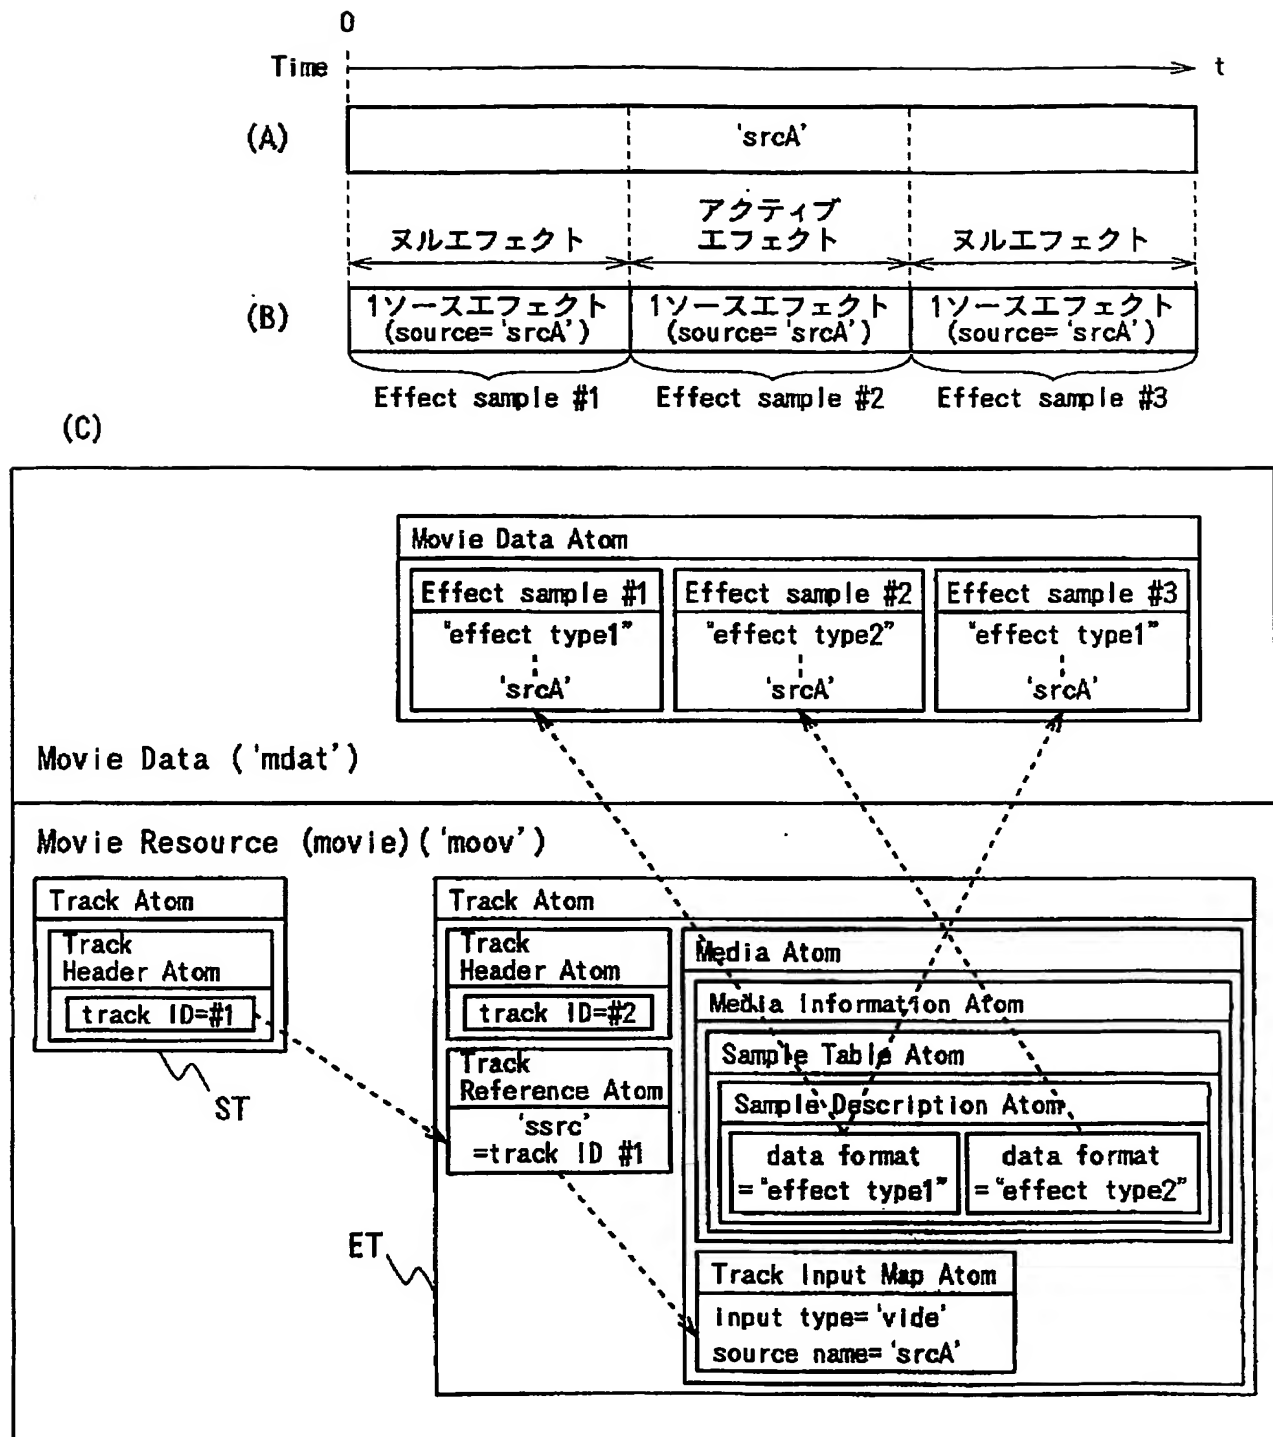 0
Time
t
(A)
'srcA'
ヌルエフェクト
アクティブ
エフェクト
ヌルエフェクト
(B)
1ソースエフェクト
(source='srcA')
1ソースエフェクト
(source='srcA')
1ソースエフェクト
(source='srcA')
Effect sample #1
Effect sample #2
Effect sample #3
(C)
Movie Data Atom
Effect sample #1
"effect type1"
'srcA'
Effect sample #2
"effect type2"
'srcA'
Effect sample #3
"effect type1"
'srcA'
Movie Data ('mdat')
Movie Resource (movie)('moov')
Track Atom
Track
Header Atom
track ID=#1
ST
Track Atom
Track
Header Atom
track ID=#2
Track
Reference Atom
'ssrc'
=track ID #1
ET
Media Atom
Media Information Atom
Sample Table Atom
Sample Description Atom
data format
="effect type1"
data format
="effect type2"
Track Input Map Atom
input type='vide'
source name='srcA'